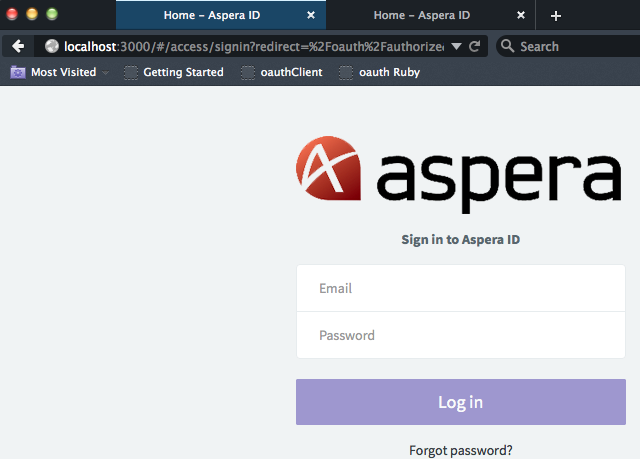 Home – Aspera ID
Home – Aspera ID
localhost:3000/#/access/signin?redirect=%2Foauth%2Fauthorize
Search
Most Visited
Getting Started
oauthClient
oauth Ruby
aspera
Sign in to Aspera ID
Email
Password
Log in
Forgot password?